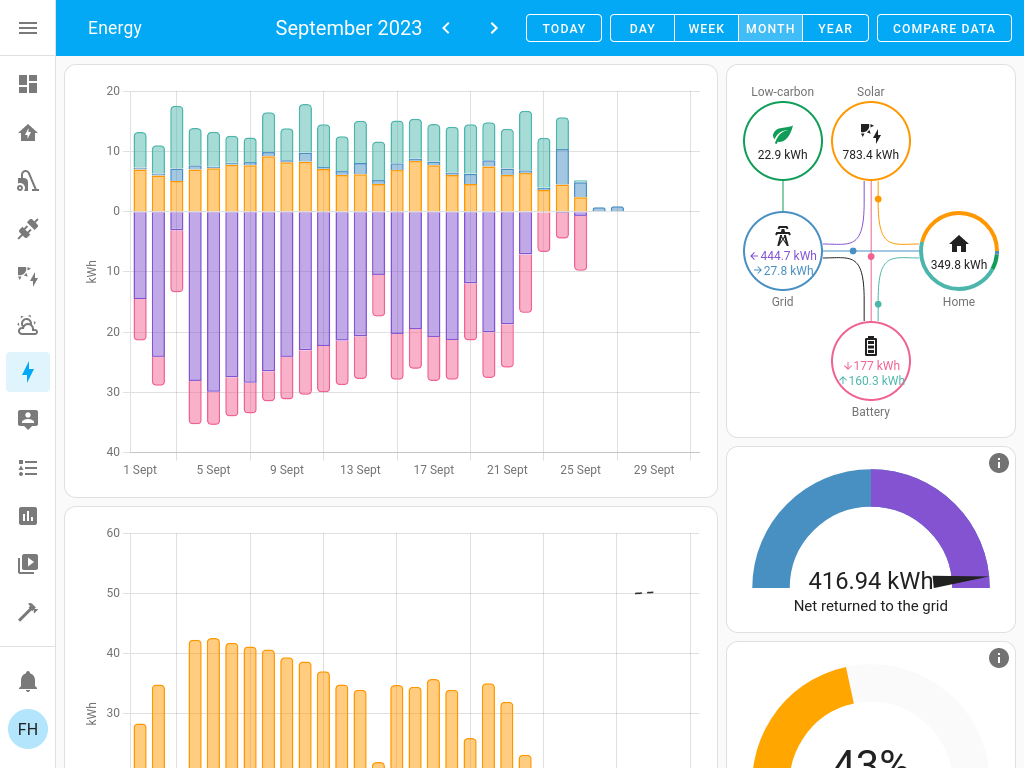 Energy
September 2023
TODAY
DAY
WEEK
MONTH
YEAR
COMPARE DATA
20
10
0
10
20
30
40
kWh
1 Sept
5 Sept
9 Sept
13 Sept
17 Sept
21 Sept
25 Sept
29 Sept
60
50
40
30
kWh
Low-carbon
Solar
22.9 kWh
783.4 kWh
←444.7 kWh
→27.8 kWh
349.8 kWh
Grid
Home
↓177 kWh
↑160.3 kWh
Battery
416.94 kWh
Net returned to the grid
43%
FH